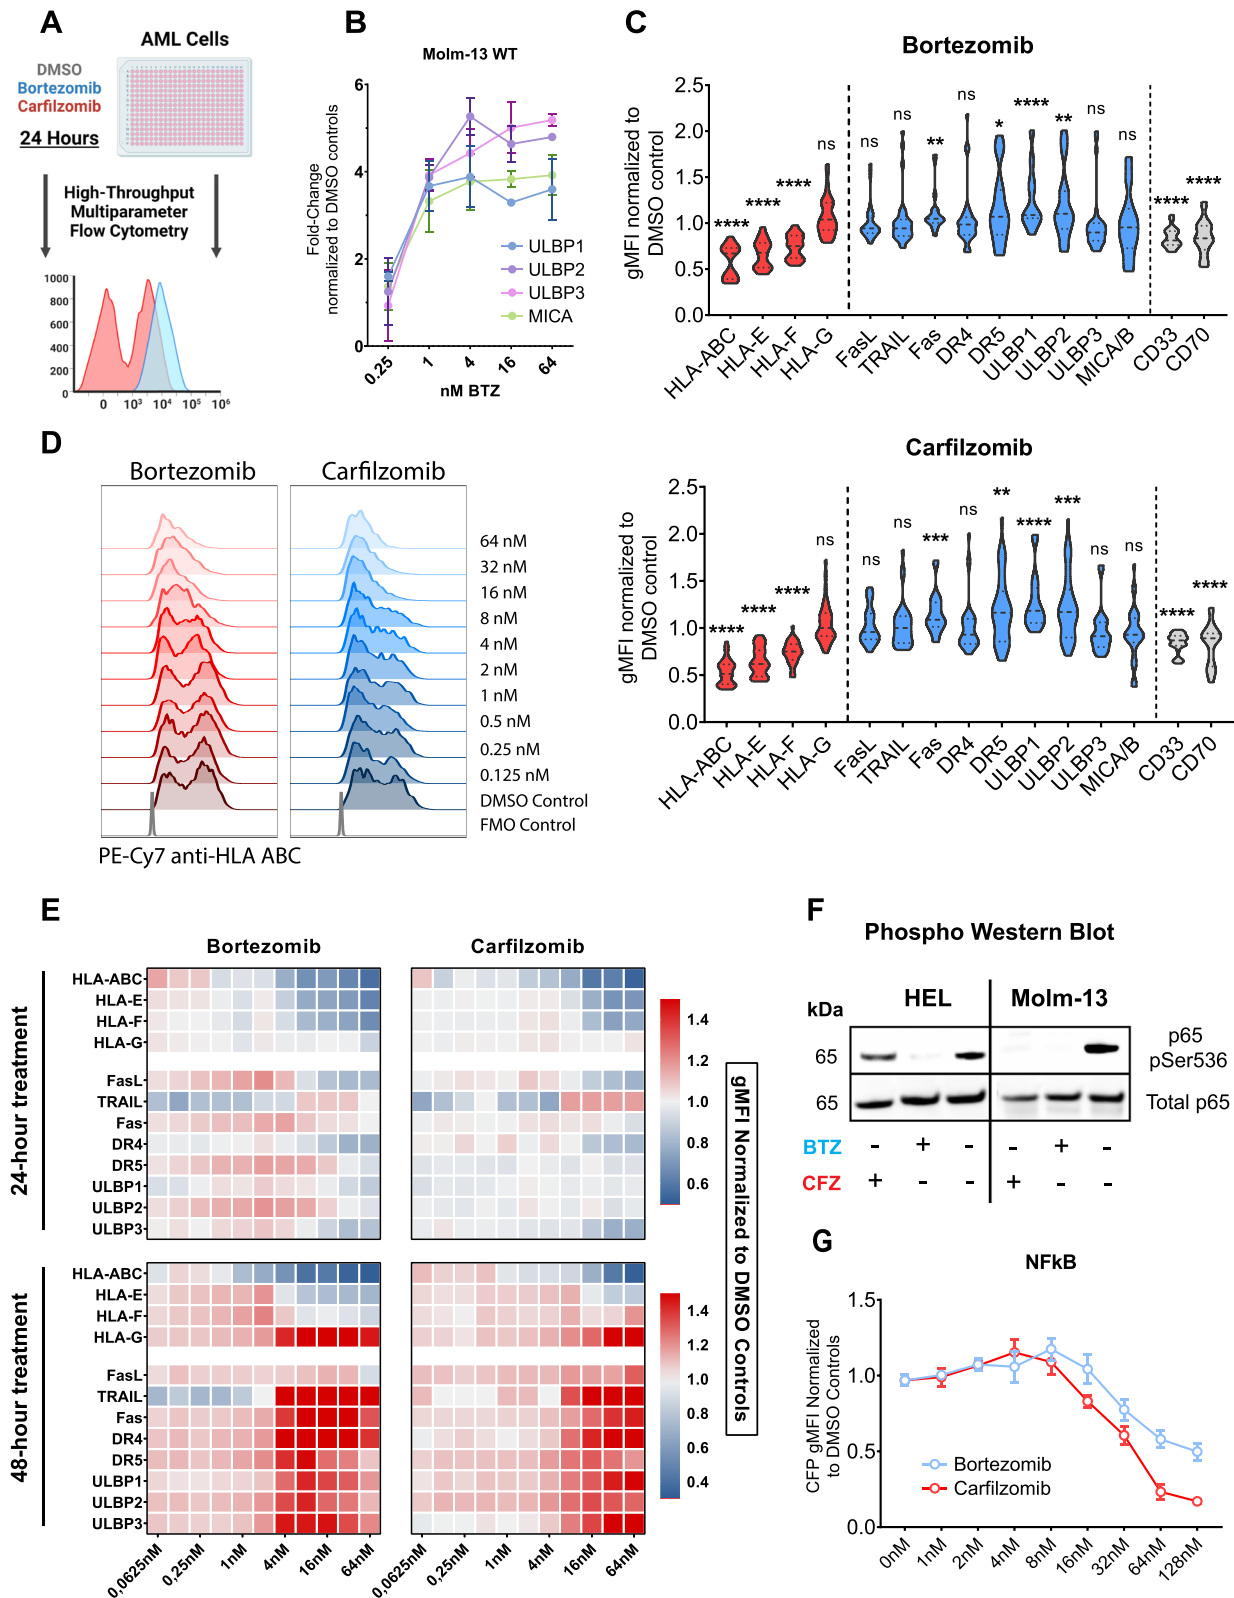 A
AML Cells
DMSO
Bortezomib
Carfilzomib
24 Hours
High-Throughput
Multiparameter
Flow Cytometry
1000
800
600
400
200
0
0
10³
10⁴
10⁵
10⁶
B
Molm-13 WT
Fold-Change
normalized to DMSO controls
6
4
2
0
ULBP1
ULBP2
ULBP3
MICA
0.25
1
4
16
64
nM BTZ
C
Bortezomib
gMFI normalized to
DMSO control
2.5
2.0
1.5
1.0
0.5
0.0
**** **** **** ns
ns ns ** ns * **** ** ns ns
**** ****
HLA-ABC
HLA-E
HLA-F
HLA-G
FasL
TRAIL
Fas
DR4
DR5
ULBP1
ULBP2
ULBP3
MICA/B
CD33
CD70
Carfilzomib
gMFI normalized to
DMSO control
2.5
2.0
1.5
1.0
0.5
0.0
**** **** **** ns
ns ns *** ns ** **** *** ns ns
**** ****
HLA-ABC
HLA-E
HLA-F
HLA-G
FasL
TRAIL
Fas
DR4
DR5
ULBP1
ULBP2
ULBP3
MICA/B
CD33
CD70
D
Bortezomib
Carfilzomib
64 nM
32 nM
16 nM
8 nM
4 nM
2 nM
1 nM
0.5 nM
0.25 nM
0.125 nM
DMSO Control
FMO Control
PE-Cy7 anti-HLA ABC
E
Bortezomib
Carfilzomib
24-hour treatment
HLA-ABC
HLA-E
HLA-F
HLA-G
FasL
TRAIL
Fas
DR4
DR5
ULBP1
ULBP2
ULBP3
1.4
1.2
1.0
0.8
0.6
48-hour treatment
HLA-ABC
HLA-E
HLA-F
HLA-G
FasL
TRAIL
Fas
DR4
DR5
ULBP1
ULBP2
ULBP3
1.4
1.2
1.0
0.8
0.6
0.4
gMFI Normalized to DMSO Controls
0,0625nM
0,25nM
1nM
4nM
16nM
64nM
0,0625nM
0,25nM
1nM
4nM
16nM
64nM
F
Phospho Western Blot
kDa
HEL
Molm-13
65
p65
pSer536
65
Total p65
BTZ - + - - + -
CFZ + - - + - -
G
NFkB
CFP gMFI Normalized
to DMSO Controls
1.5
1.0
0.5
0.0
Bortezomib
Carfilzomib
0nM
1nM
2nM
4nM
8nM
16nM
32nM
64nM
128nM